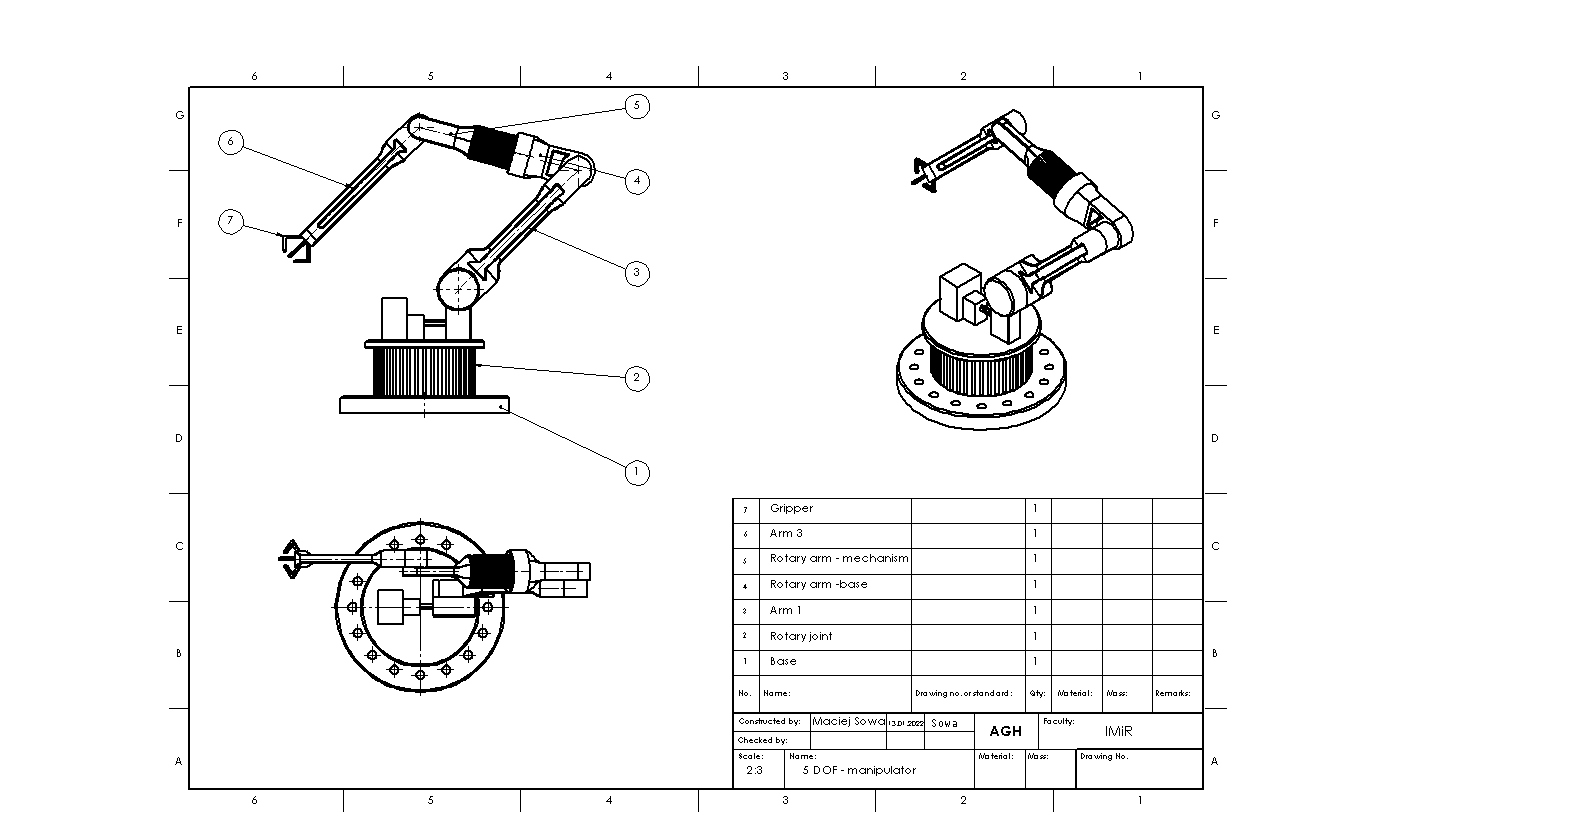 6 5 4 3 2 1
G G
5
6
4
7
F F
3
E E
2
D D
1
7 Gripper 1
6 Arm 3 1
C C
5 Rotary arm - mechanism 1
4 Rotary arm -base 1
3 Arm 1 1
2 Rotary joint 1
B B
1 Base 1
No. Name: Drawing no. or standard: Qty: Material: Mass: Remarks:
Constructed by: Maciej Sowa 13.01.2022 Sowa
AGH
Faculty:
IMiR
Checked by:
Scale: Name: Material: Mass: Drawing No.
A A
2:3 5 DOF - manipulator
6 5 4 3 2 1